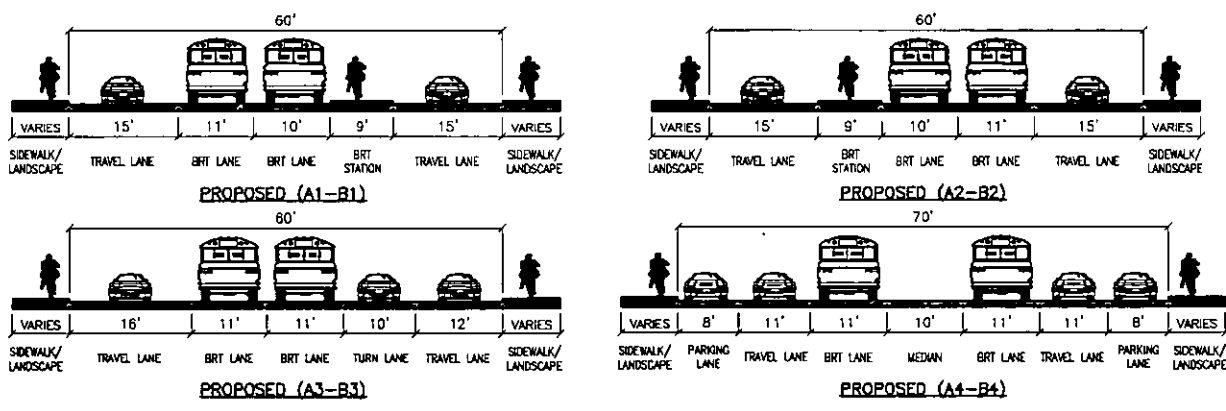 60'
VARIES 15' 11' 10' 9' 15' VARIES
SIDEWALK/ LANDSCAPE TRAVEL LANE BRT LANE BRT LANE BRT STATION TRAVEL LANE SIDEWALK/ LANDSCAPE
PROPOSED (A1-B1)
60'
VARIES 15' 9' 10' 11' 15' VARIES
SIDEWALK/ LANDSCAPE TRAVEL LANE BRT STATION BRT LANE BRT LANE TRAVEL LANE SIDEWALK/ LANDSCAPE
PROPOSED (A2-B2)
60'
VARIES 16' 11' 11' 10' 12' VARIES
SIDEWALK/ LANDSCAPE TRAVEL LANE BRT LANE BRT LANE TURN LANE TRAVEL LANE SIDEWALK/ LANDSCAPE
PROPOSED (A3-B3)
70'
VARIES 8' 11' 11' 10' 11' 11' 8' VARIES
SIDEWALK/ LANDSCAPE PARKING LANE TRAVEL LANE BRT LANE MEDIAN BRT LANE TRAVEL LANE PARKING LANE SIDEWALK/ LANDSCAPE
PROPOSED (A4-B4)